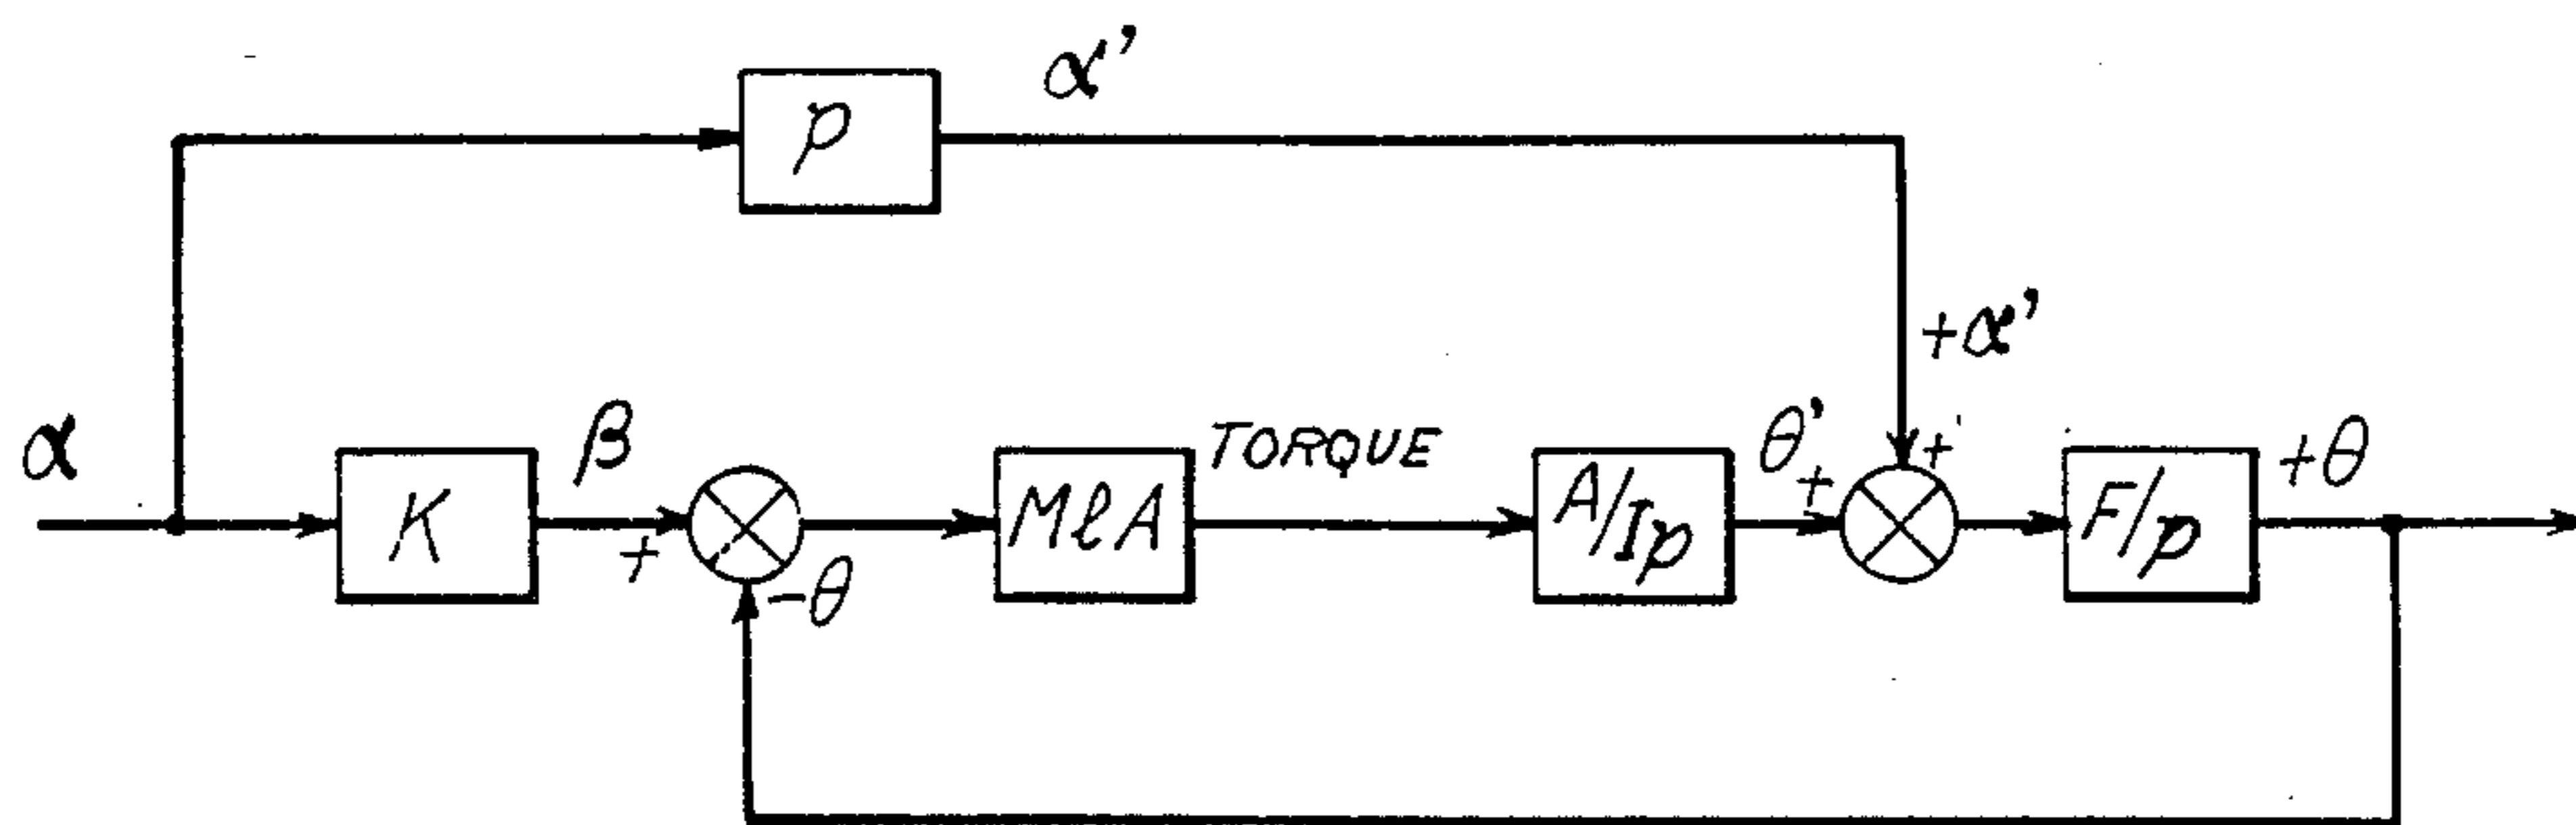 α'
p
+α'
α
K
β
+
-θ
MlA
TORQUE
A/Ip
θ'
+
+
F/p
+θ